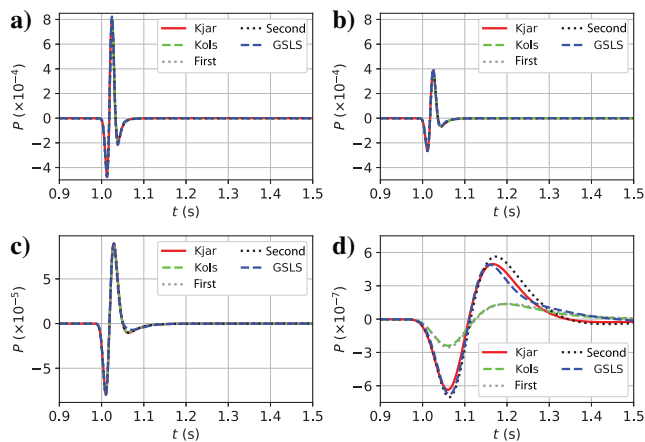 a)
P (×10⁻⁴)
8
6
4
2
0
−2
−4
Kjar
Kols
First
Second
GSLS
0.9 1.0 1.1 1.2 1.3 1.4 1.5
t (s)
b)
P (×10⁻⁴)
8
6
4
2
0
−2
−4
Kjar
Kols
First
Second
GSLS
0.9 1.0 1.1 1.2 1.3 1.4 1.5
t (s)
c)
P (×10⁻⁵)
5
0
−5
Kjar
Kols
First
Second
GSLS
0.9 1.0 1.1 1.2 1.3 1.4 1.5
t (s)
d)
P (×10⁻⁷)
6
3
0
−3
−6
Kjar
Kols
First
Second
GSLS
0.9 1.0 1.1 1.2 1.3 1.4 1.5
t (s)